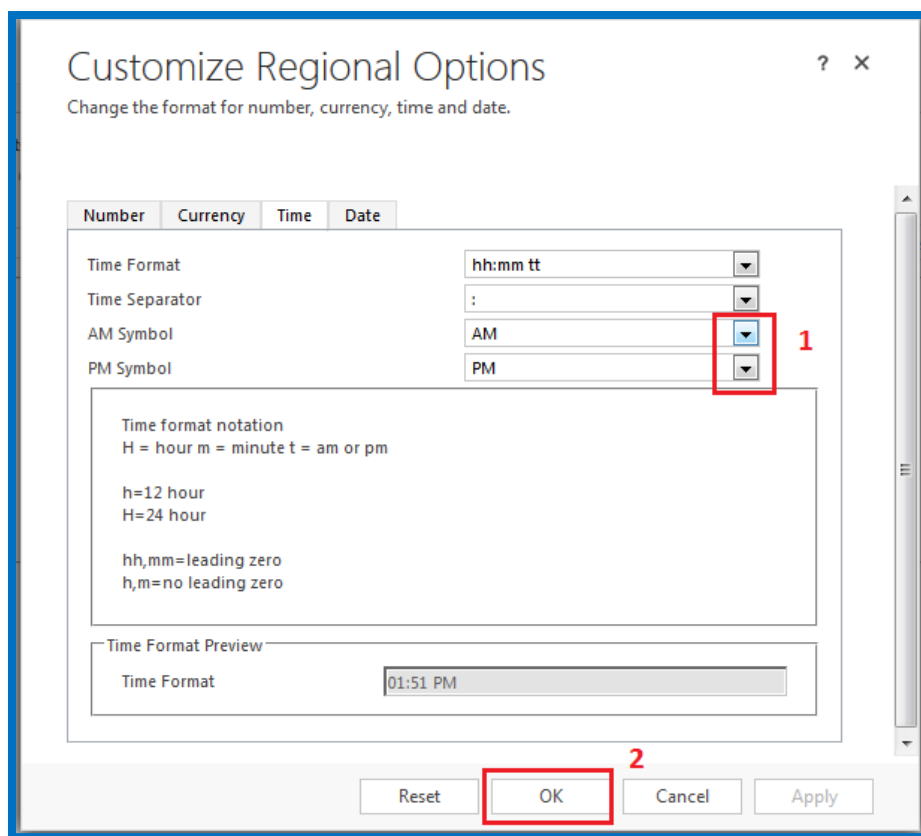 Customize Regional Options
? ✕
Change the format for number, currency, time and date.
Number Currency Time Date
Time Format hh:mm tt
Time Separator :
AM Symbol AM
1
PM Symbol PM
Time format notation
H = hour m = minute t = am or pm
h=12 hour
H=24 hour
hh,mm=leading zero
h,m=no leading zero
Time Format Preview
Time Format 01:51 PM
2
Reset OK Cancel Apply